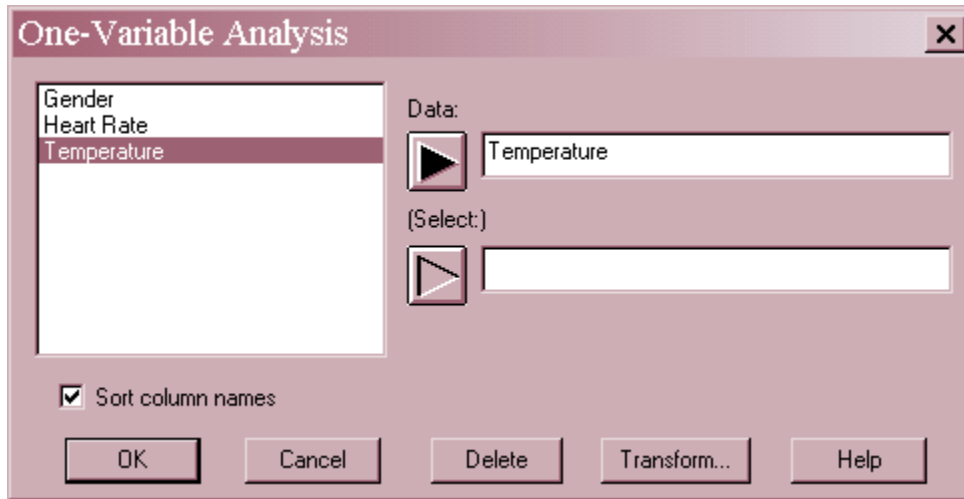 One-Variable Analysis
Gender
Heart Rate
Temperature
Data:
Temperature
(Select:)
Sort column names
OK
Cancel
Delete
Transform...
Help